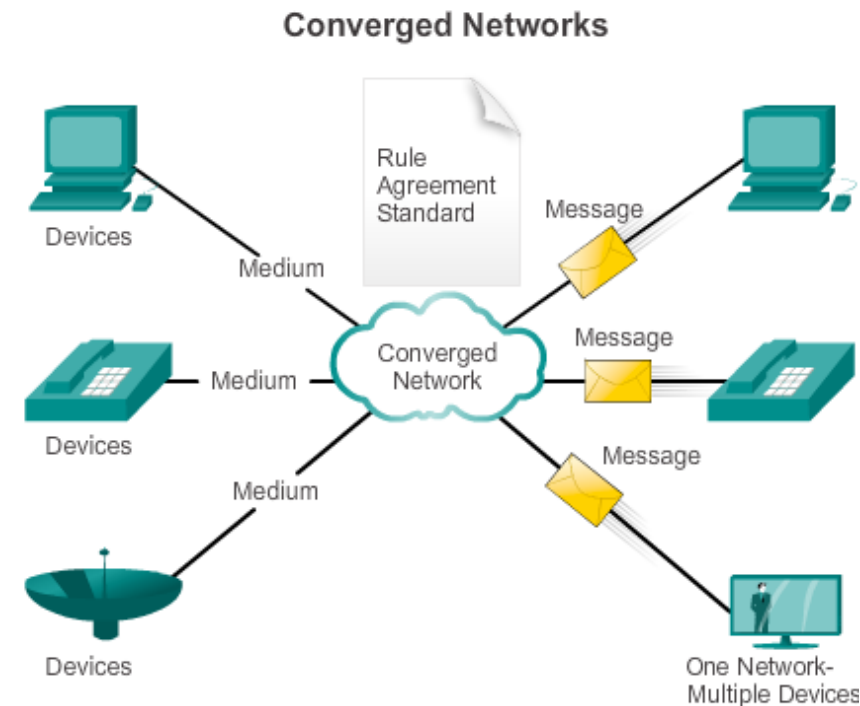 Converged Networks
Rule
Agreement
Standard
Message
Devices
Medium
Message
Converged
Network
Medium
Devices
Message
Medium
Devices
One Network-
Multiple Devices